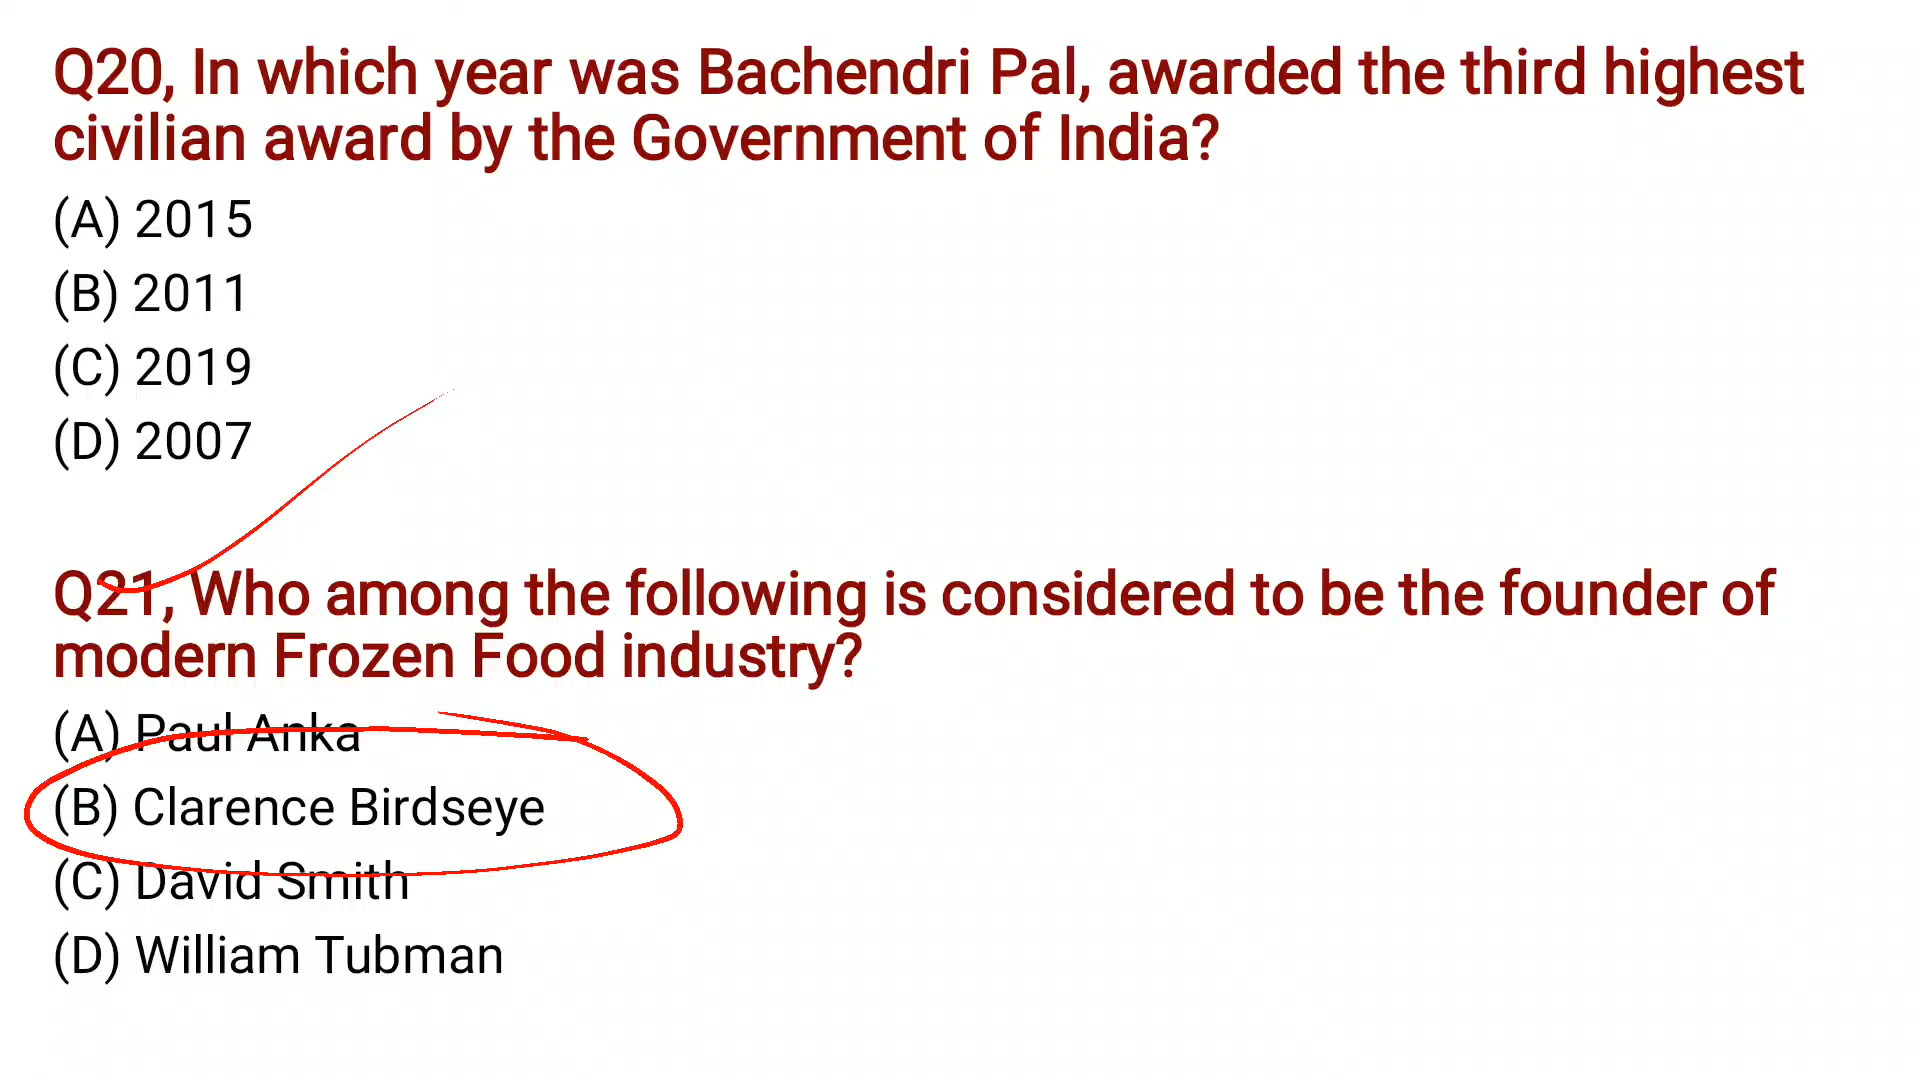 Q20, In which year was Bachendri Pal, awarded the third highest
civilian award by the Government of India?
(A) 2015
(B) 2011
(C) 2019
(D) 2007
Q21, Who among the following is considered to be the founder of
modern Frozen Food industry?
(A) Paul Anka
(B) Clarence Birdseye
(C) David Smith
(D) William Tubman